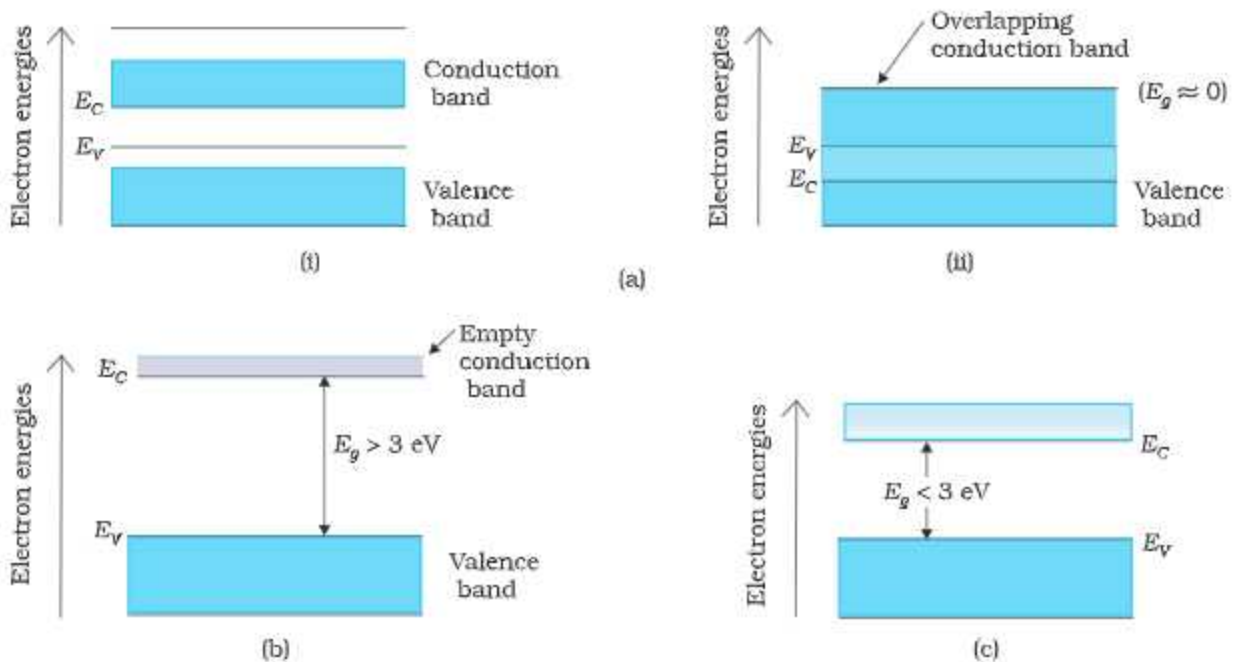 Electron energies
E_C
E_V
Conduction
band
Valence
band
(i)
Electron energies
Overlapping
conduction band
(E_g ≈ 0)
E_V
E_C
Valence
band
(ii)
(a)
Electron energies
E_C
Empty
conduction
band
E_g > 3 eV
E_V
Valence
band
(b)
Electron energies
E_C
E_g < 3 eV
E_V
(c)